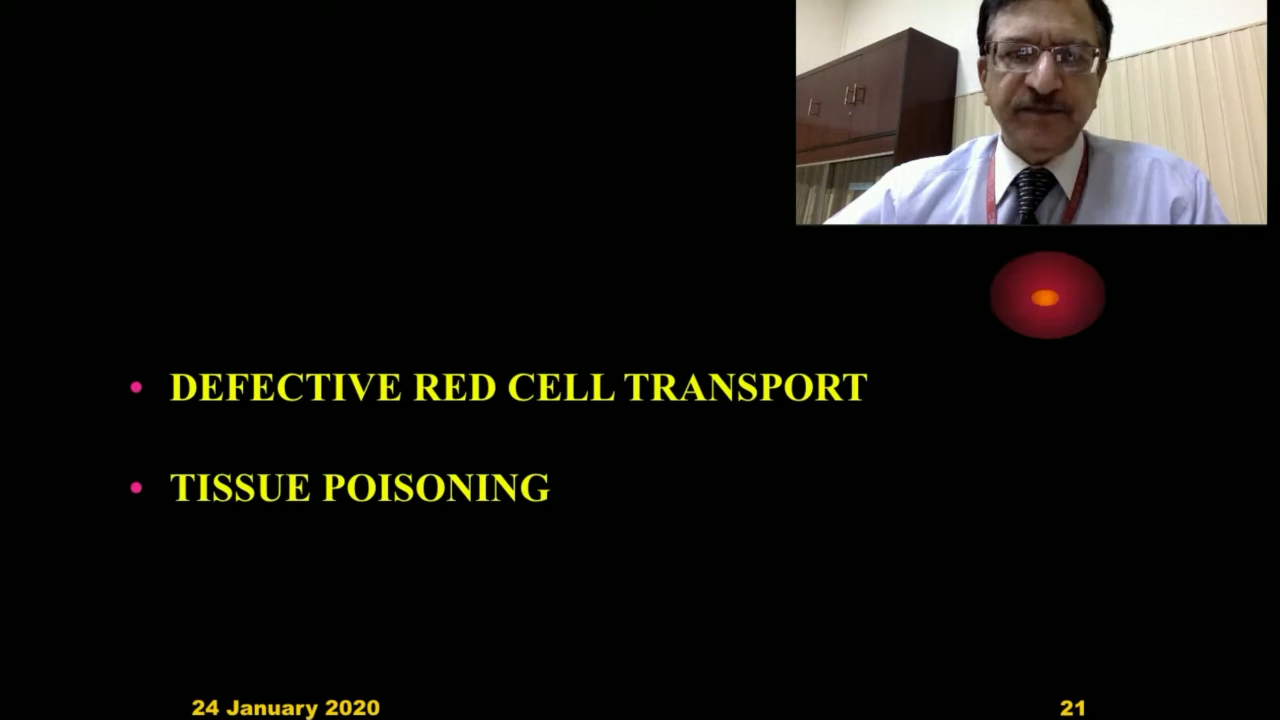 • DEFECTIVE RED CELL TRANSPORT
• TISSUE POISONING
24 January 2020
21